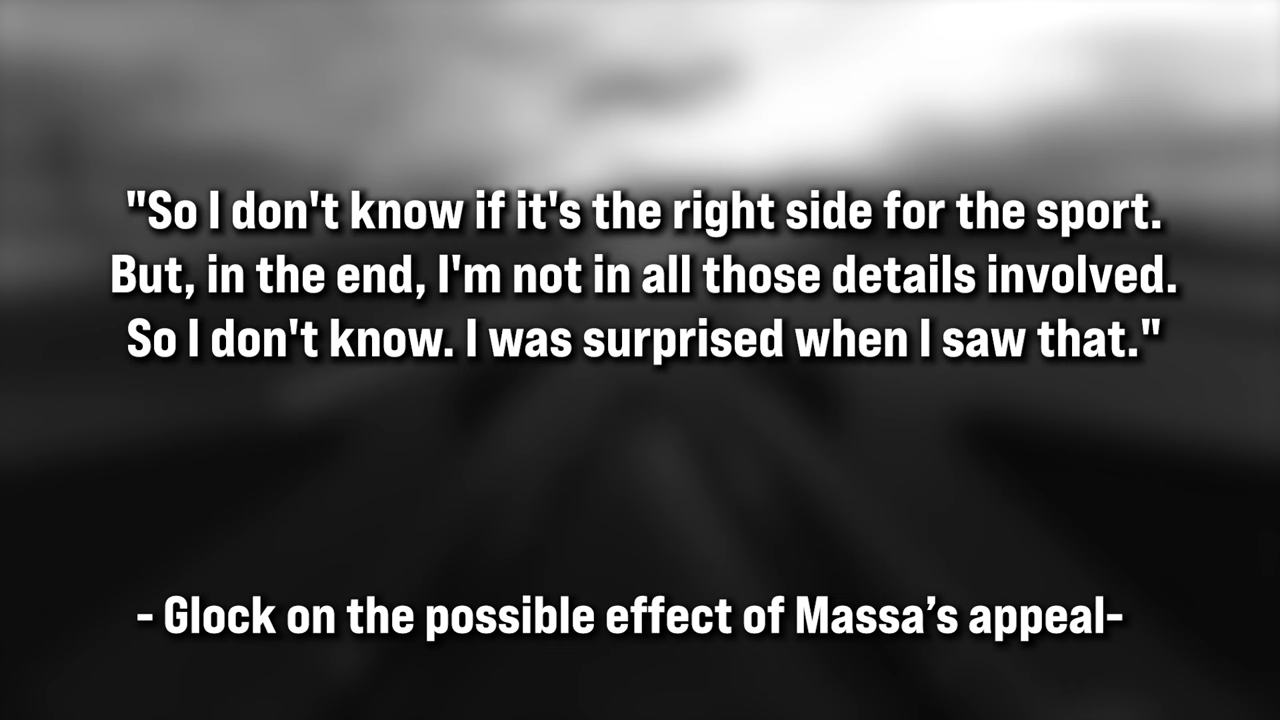 "So I don't know if it's the right side for the sport.
But, in the end, I'm not in all those details involved.
So I don't know. I was surprised when I saw that."
- Glock on the possible effect of Massa’s appeal-